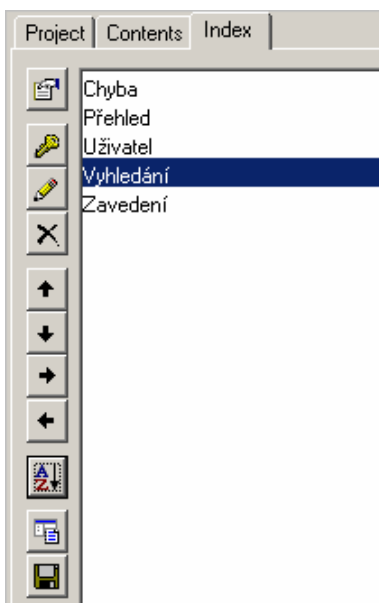 Project Contents Index
Chyba
Přehled
Uživatel
Vyhledání
Zavedení
A
Z